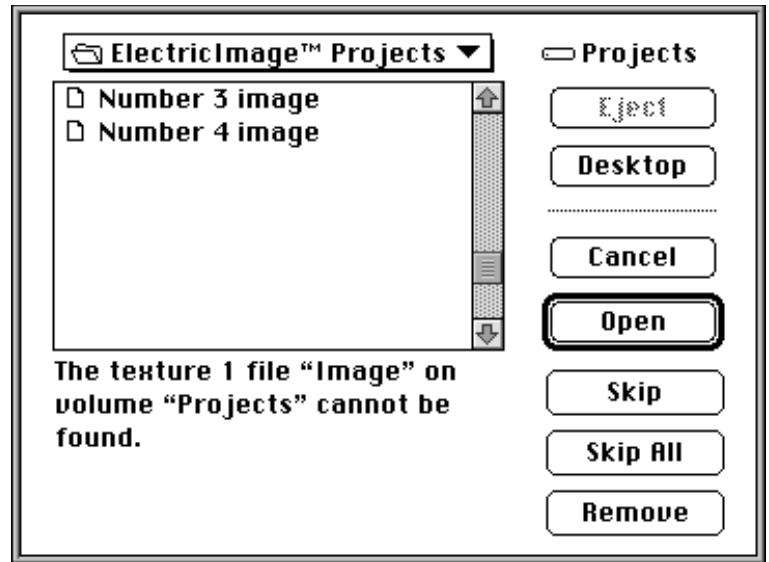 ElectricImage™ Projects
Projects
Number 3 image
Number 4 image
Eject
Desktop
Cancel
Open
The texture 1 file “Image” on
volume “Projects” cannot be
found.
Skip
Skip All
Remove